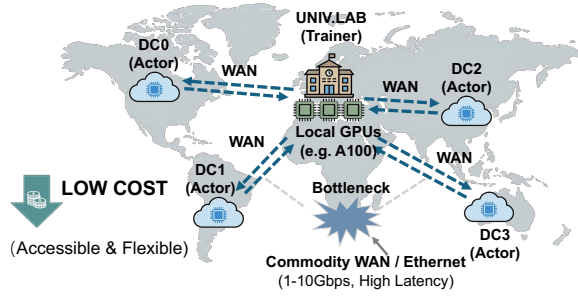 UNIV.LAB
(Trainer)
DC0
(Actor)
WAN
WAN
DC2
(Actor)
Local GPUs
(e.g. A100)
WAN
WAN
DC1
(Actor)
LOW COST
Bottleneck
(Accessible & Flexible)
DC3
(Actor)
Commodity WAN / Ethernet
(1-10Gbps, High Latency)